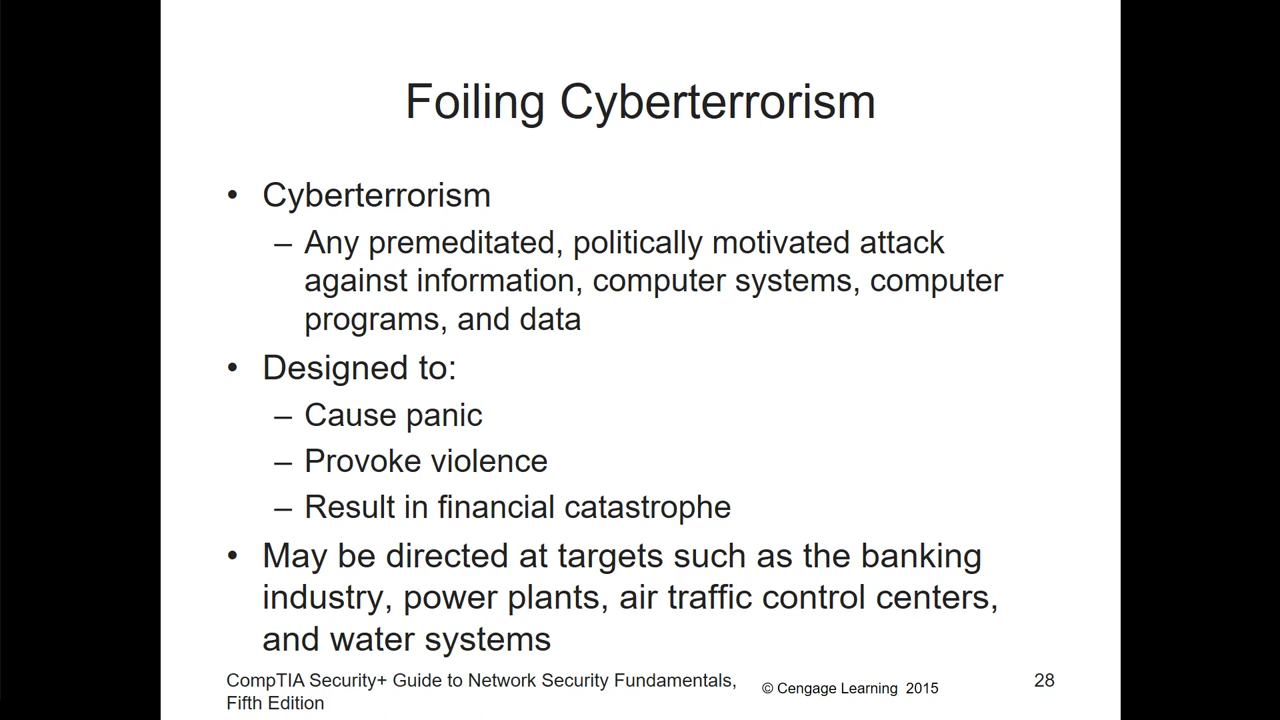 Foiling Cyberterrorism
• Cyberterrorism
– Any premeditated, politically motivated attack
against information, computer systems, computer
programs, and data
• Designed to:
– Cause panic
– Provoke violence
– Result in financial catastrophe
• May be directed at targets such as the banking
industry, power plants, air traffic control centers,
and water systems
CompTIA Security+ Guide to Network Security Fundamentals,
Fifth Edition
© Cengage Learning 2015
28